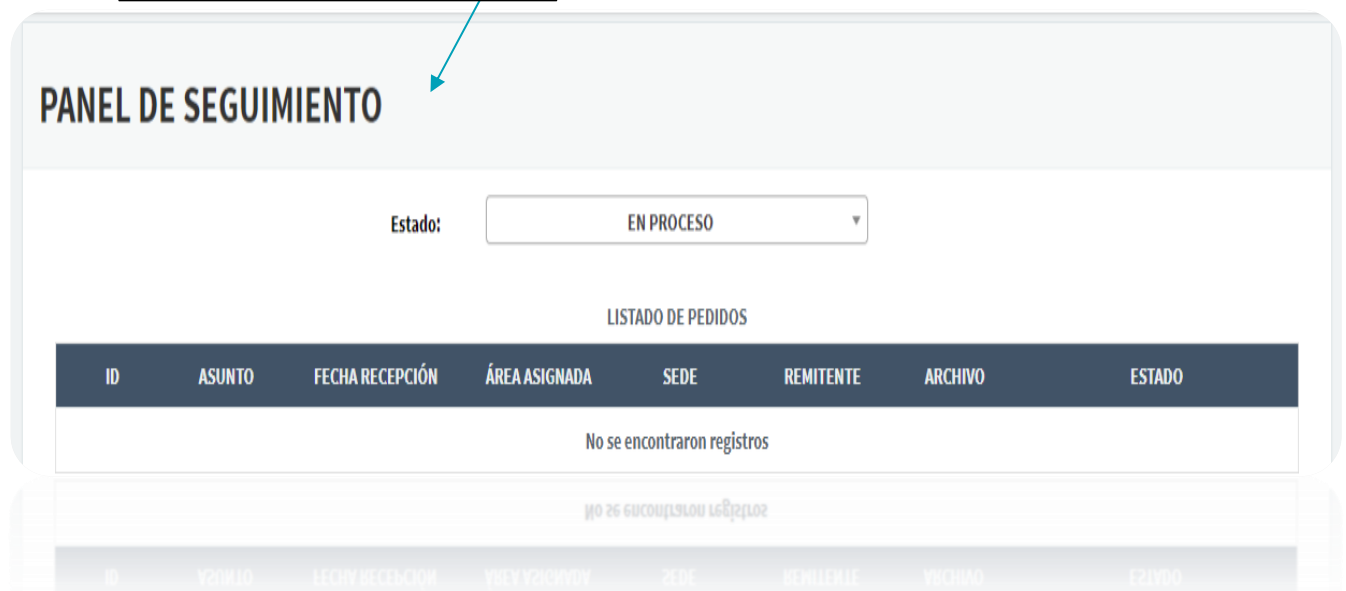 PANEL DE SEGUIMIENTO
Estado: EN PROCESO
LISTADO DE PEDIDOS
ID ASUNTO FECHA RECEPCIÓN ÁREA ASIGNADA SEDE REMITENTE ARCHIVO ESTADO
No se encontraron registros